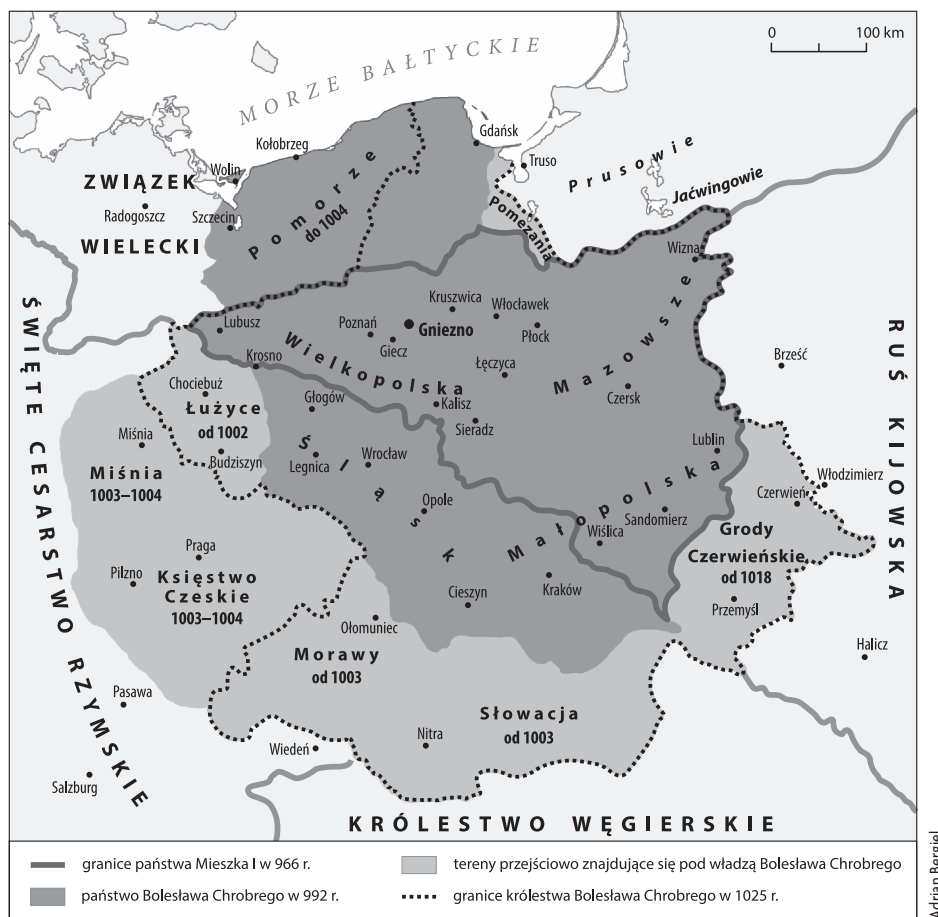 0 100 km
MORZE BAŁTYCKIE
Gdańsk
Kołobrzeg
Truso
Prusowie
Jaćwingowie
Wolin
ZWIĄZEK
Radogoszcz
Szczecin
WIELECKI
Pomorze
do 1004
Pomezania
Wizna
Kruszwica
Włocławek
Lubusz
Poznań
Gniezno
Płock
Giecz
Mazowsze
Brześć
Krosno
Wielkopolska
Łęczyca
Chociebuż
Czersk
Łużyce
od 1002
Głogów
Kalisz
Sieradz
Miśnia
Budziszyn
Legnica
Wrocław
Śląsk
Lublin
Miśnia
1003–1004
Włodzimierz
Czerwień
Opole
Małopolska
Sandomierz
Wiślica
Grody
Czerwieńskie
od 1018
Praga
Pilzno
Księstwo
Czeskie
1003–1004
Cieszyn
Kraków
Przemyśl
Ołomuniec
Halicz
Morawy
od 1003
Pasawa
Słowacja
od 1003
Nitra
Wiedeń
Salzburg
ŚWIĘTE CESARSTWO RZYMSKIE
RUŚ KIJOWSKA
KRÓLESTWO WĘGIERSKIE
granice państwa Mieszka I w 966 r.
tereny przejściowo znajdujące się pod władzą Bolesława Chrobrego
państwo Bolesława Chrobrego w 992 r.
granice królestwa Bolesława Chrobrego w 1025 r.
Adrian Bergiel